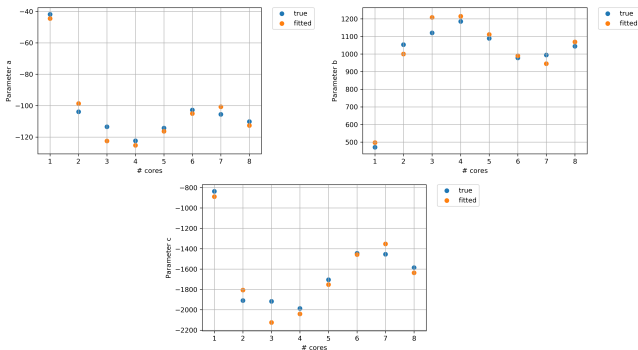 −40
−60
−80
−100
−120
Parameter a
1 2 3 4 5 6 7 8
# cores
true
fitted
1200
1100
1000
900
800
700
600
500
Parameter b
1 2 3 4 5 6 7 8
# cores
true
fitted
−800
−1000
−1200
−1400
−1600
−1800
−2000
−2200
Parameter c
1 2 3 4 5 6 7 8
# cores
true
fitted